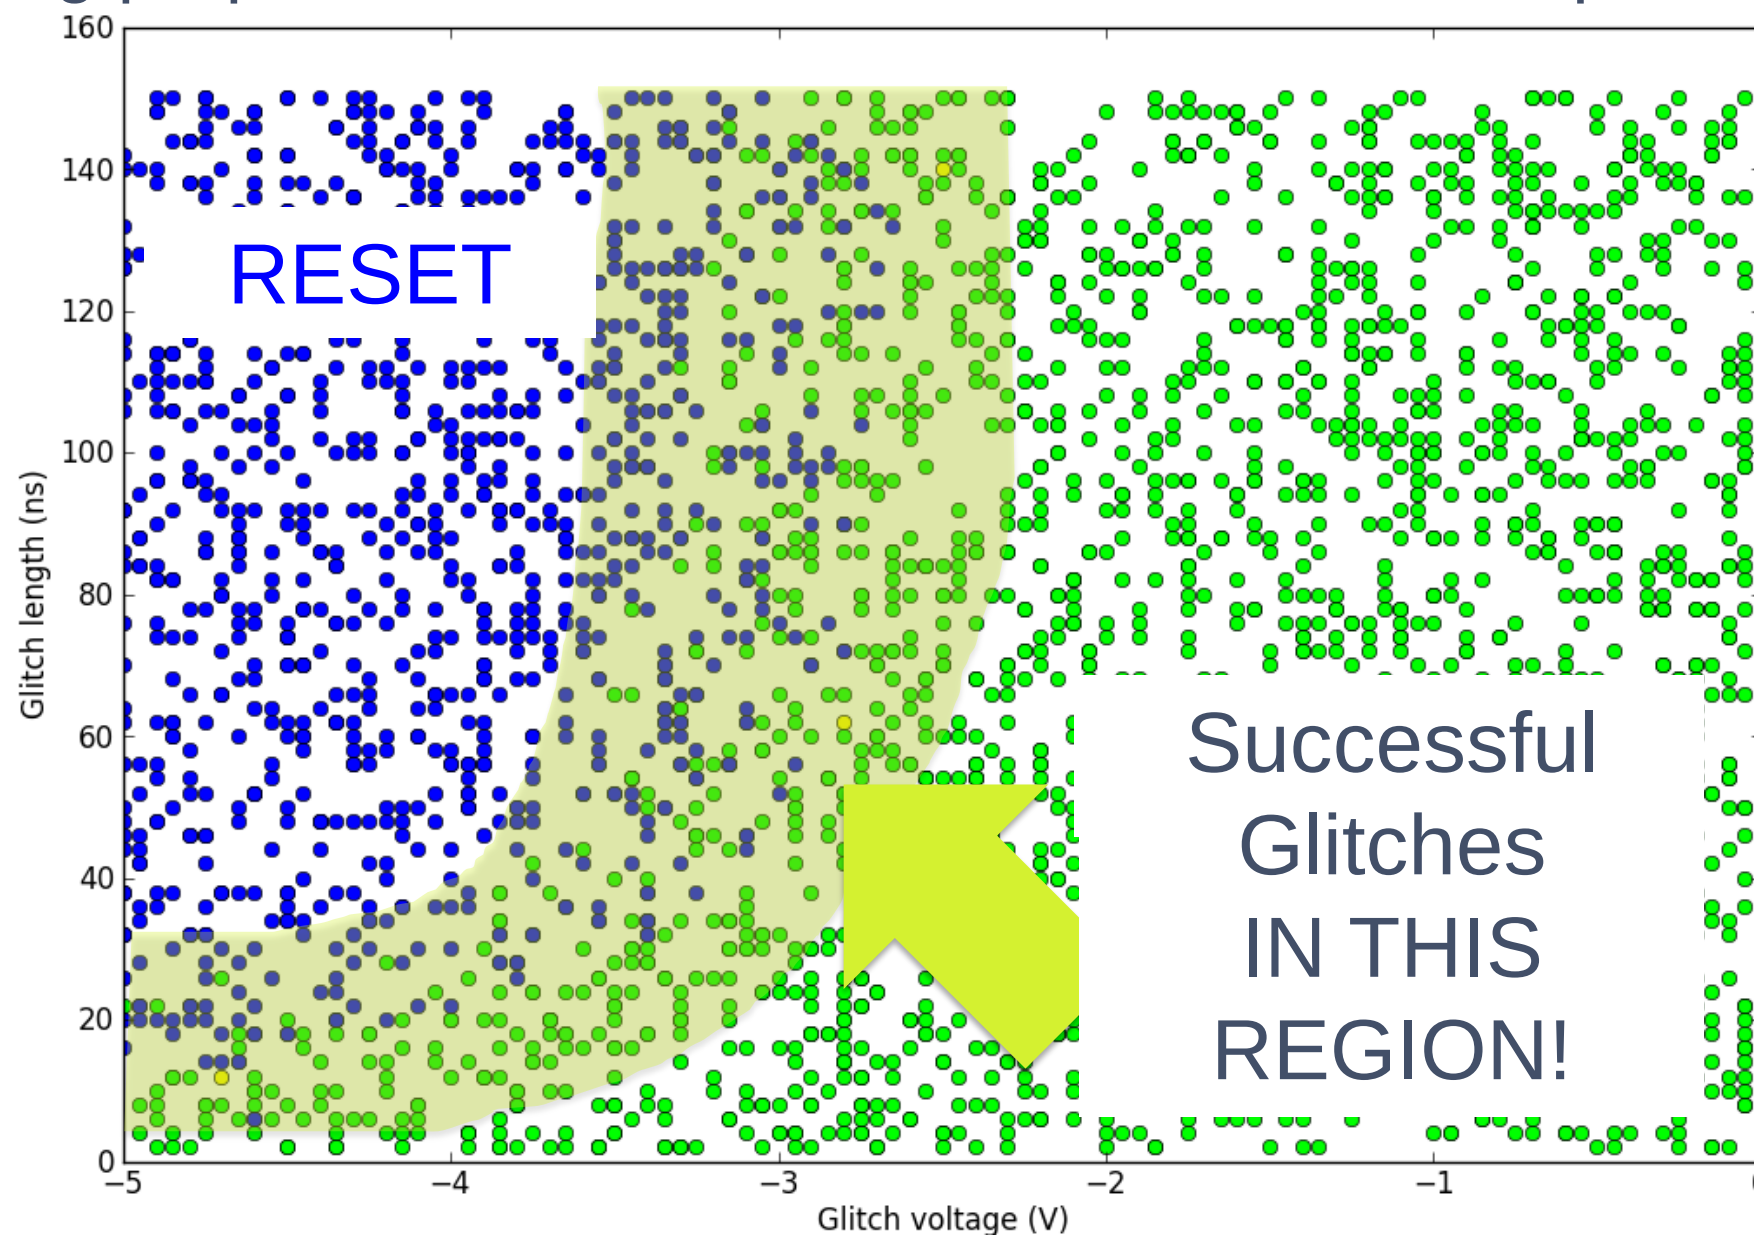 160
140
120
100
80
60
40
20
0
Glitch length (ns)
RESET
Successful
Glitches
IN THIS
REGION!
−5
−4
−3
−2
−1
Glitch voltage (V)